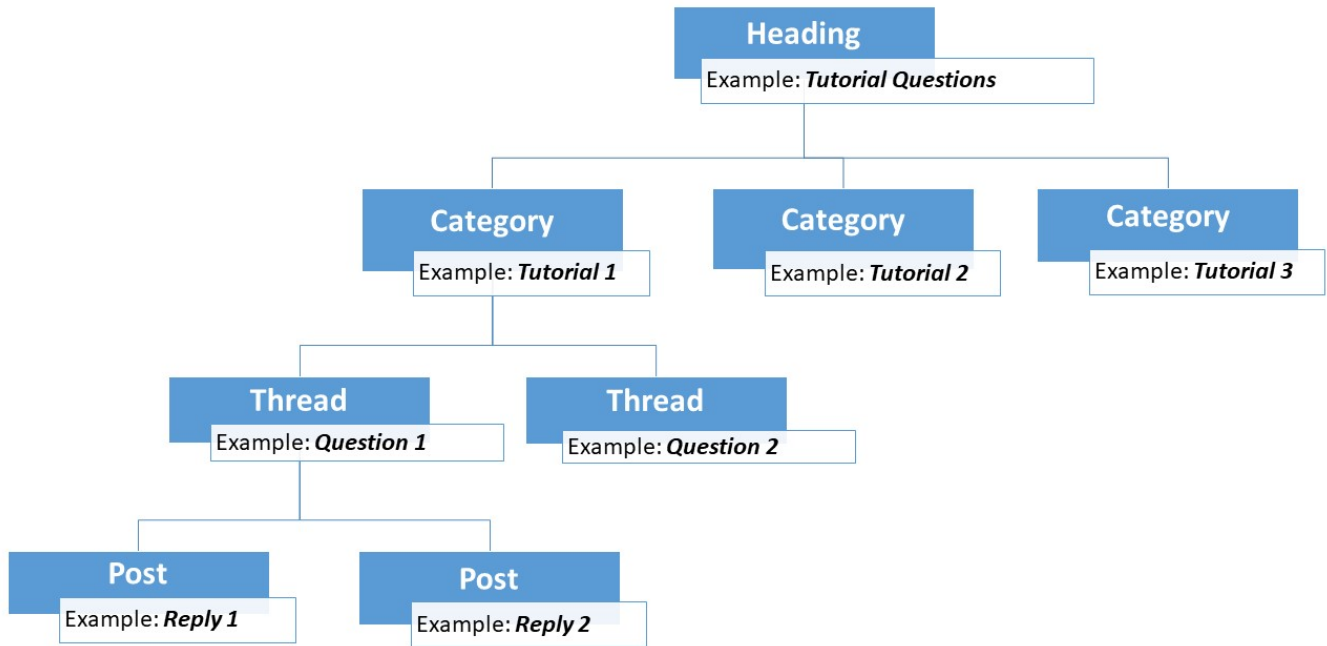 Heading
Example: Tutorial Questions
Category
Example: Tutorial 1
Category
Example: Tutorial 2
Category
Example: Tutorial 3
Thread
Example: Question 1
Thread
Example: Question 2
Post
Example: Reply 1
Post
Example: Reply 2